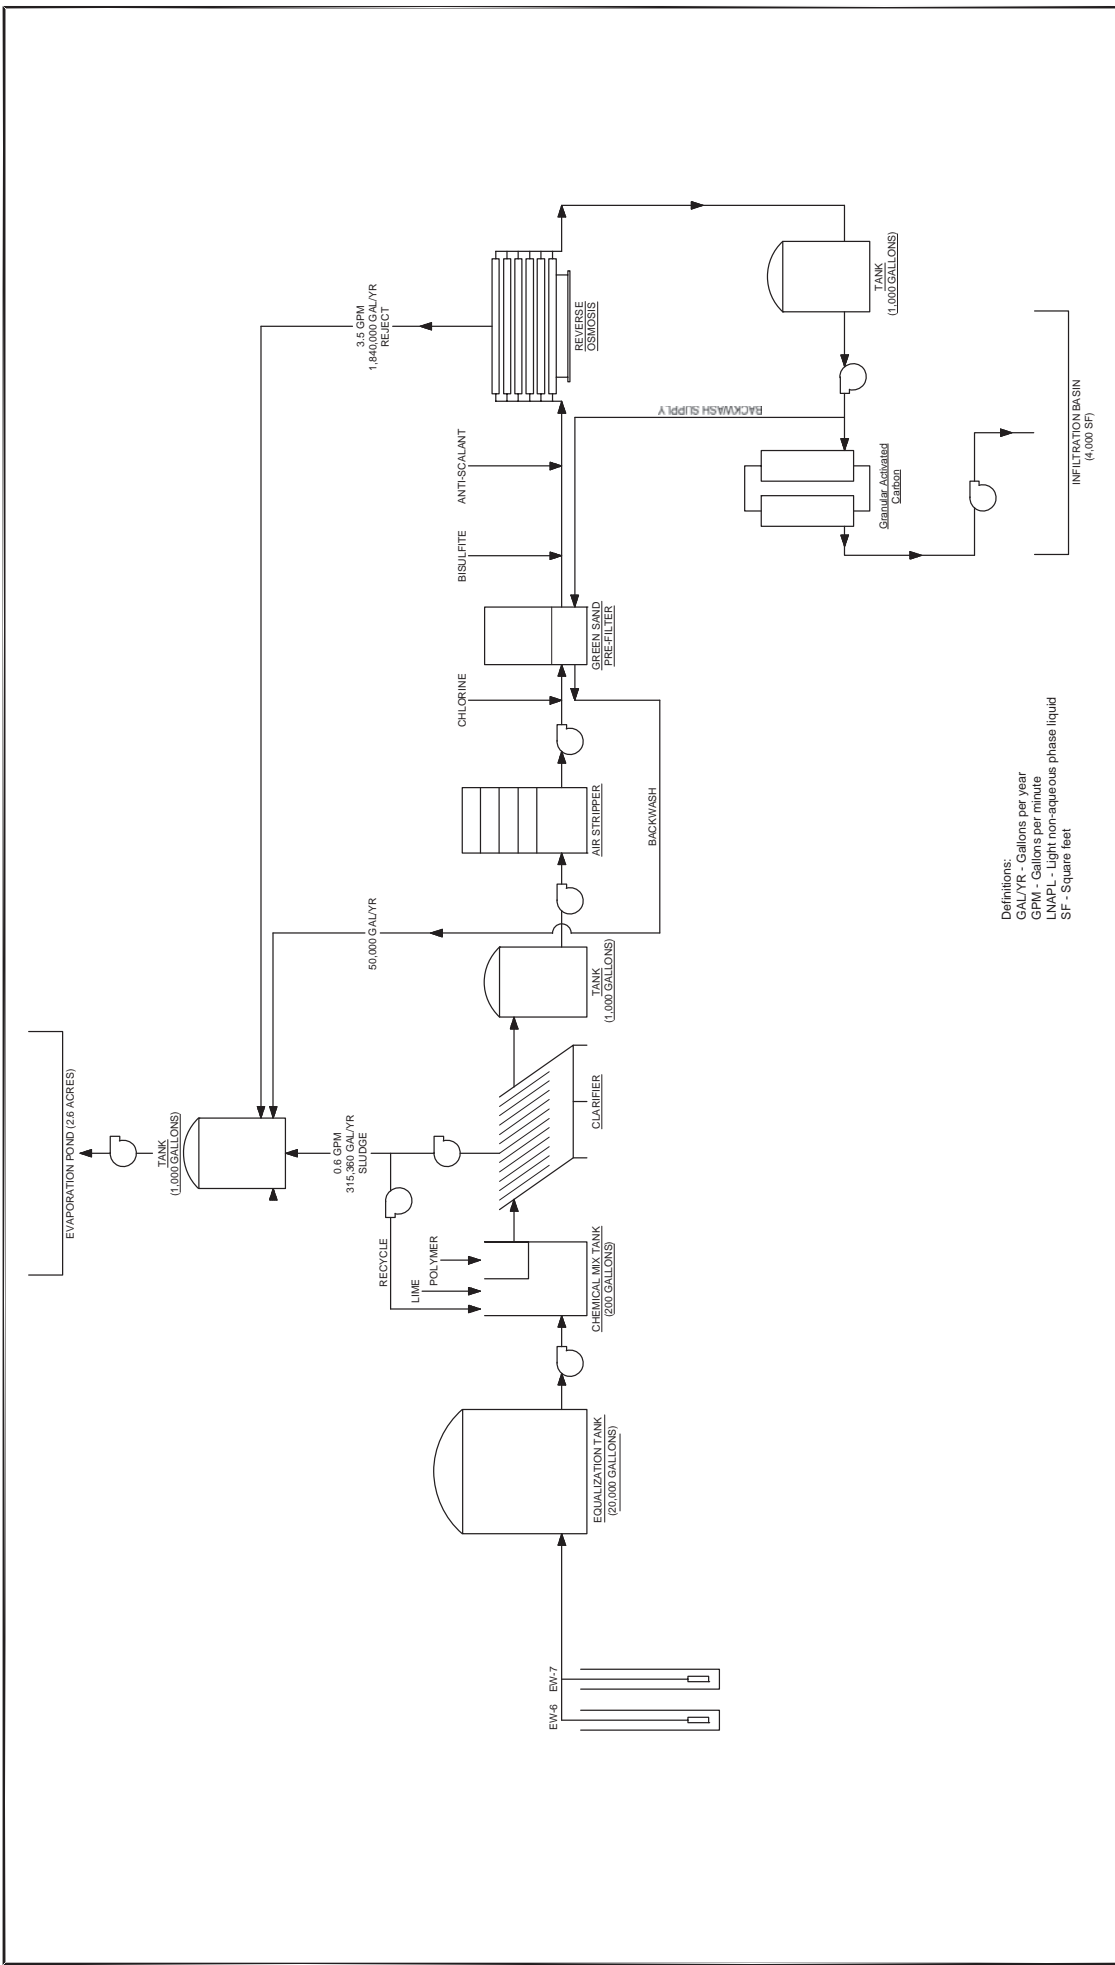 EVAPORATION POND (2.6 ACRES)
TANK
(1,000 GALLONS)
0.6 GPM
315,360 GAL/YR
SLUDGE
50,000 GAL/YR
3.5 GPM
1,840,000 GAL/YR
REJECT
RECYCLE
LIME
POLYMER
CHLORINE
BISULFITE
ANTI-SCALANT
EW-6
EW-7
EQUALIZATION TANK
(20,000 GALLONS)
CHEMICAL MIX TANK
(200 GALLONS)
CLARIFIER
TANK
(1,000 GALLONS)
AIR STRIPPER
GREEN SAND
PRE-FILTER
REVERSE
OSMOSIS
BACKWASH
BACKWASH SUPPLY
TANK
(1,000 GALLONS)
Granular Activated
Carbon
INFILTRATION BASIN
(4,000 SF)
Definitions:
GAL/YR - Gallons per year
GPM - Gallons per minute
LNAPL - Light non-aqueous phase liquid
SF - Square feet